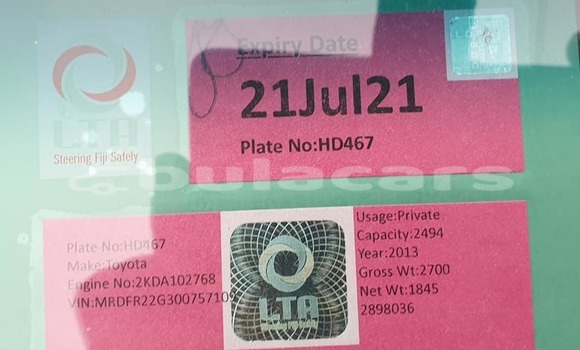 Expiry Date
21Jul21
Plate No:HD467
LTA
Steering Fiji Safely
bulacars
Plate No:HD467
Make:Toyota
Engine No:2KDA102768
VIN:MRDFR22G300757109
LTA
Usage:Private
Capacity:2494
Year:2013
Gross Wt:2700
Net Wt:1845
2898036